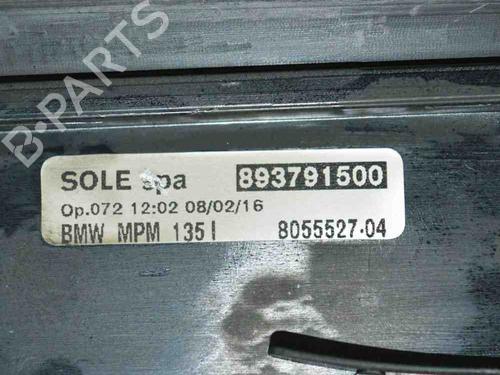 B-PARTS
SOLE spa 893791500
Op.072 12:02 08/02/16
BMW MPM 135 I 8055527-04